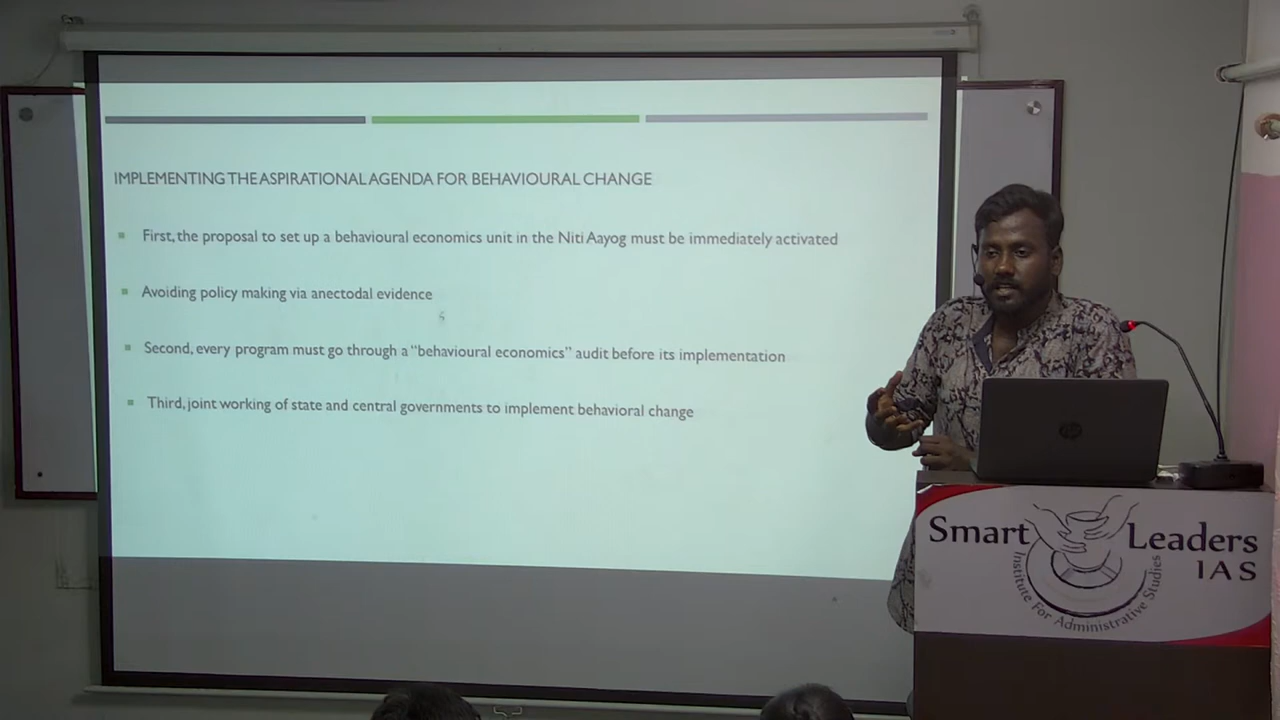 IMPLEMENTING THE ASPIRATIONAL AGENDA FOR BEHAVIOURAL CHANGE
First, the proposal to set up a behavioural economics unit in the Niti Aayog must be immediately activated
Avoiding policy making via anectodal evidence
Second, every program must go through a “behavioural economics” audit before its implementation
Third, joint working of state and central governments to implement behavioral change
hp
Smart Leaders
IAS
Institute For Administrative Studies